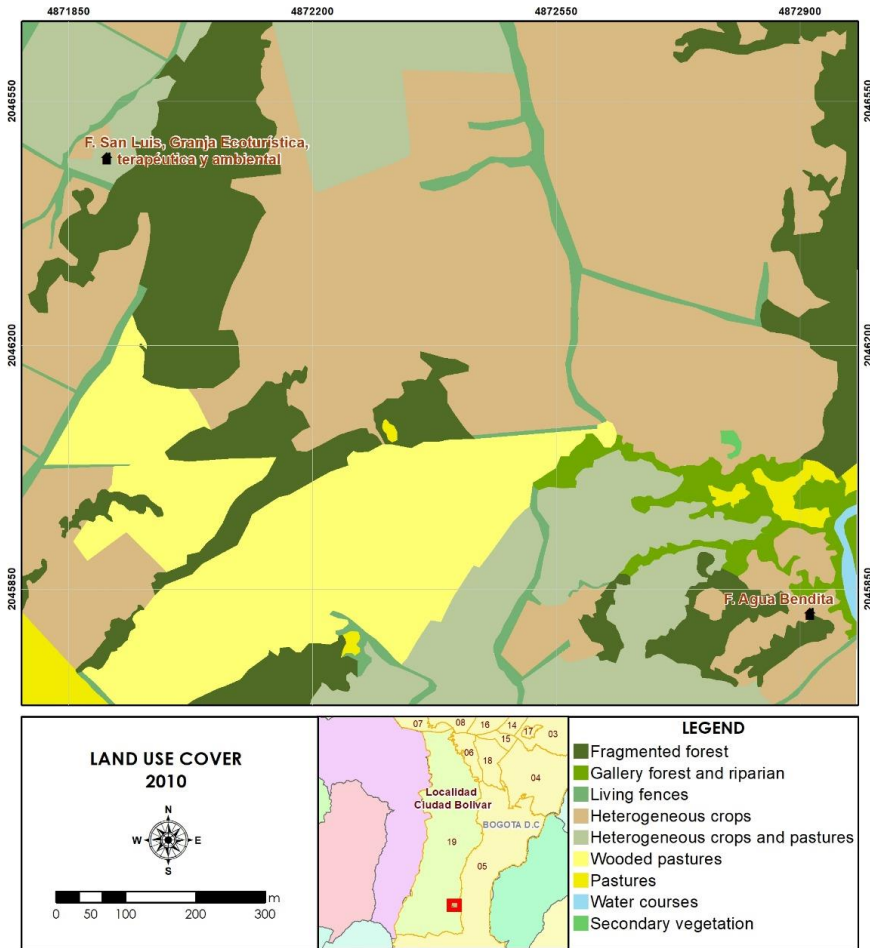 4871850 4872200 4872550 4872900
2046550 2046550
F. San Luis, Granja Ecoturística,
terapéutica y ambiental
2046200 2046200
2045850 2045850
F. Agua Bendita
LAND USE COVER
2010
N
W E
S
0 50 100 200 300 m
07 08 16 14 17 03
15
06
18
04
Localidad
Ciudad Bolivar
BOGOTA D.C
19
05
LEGEND
Fragmented forest
Gallery forest and riparian
Living fences
Heterogeneous crops
Heterogeneous crops and pastures
Wooded pastures
Pastures
Water courses
Secondary vegetation